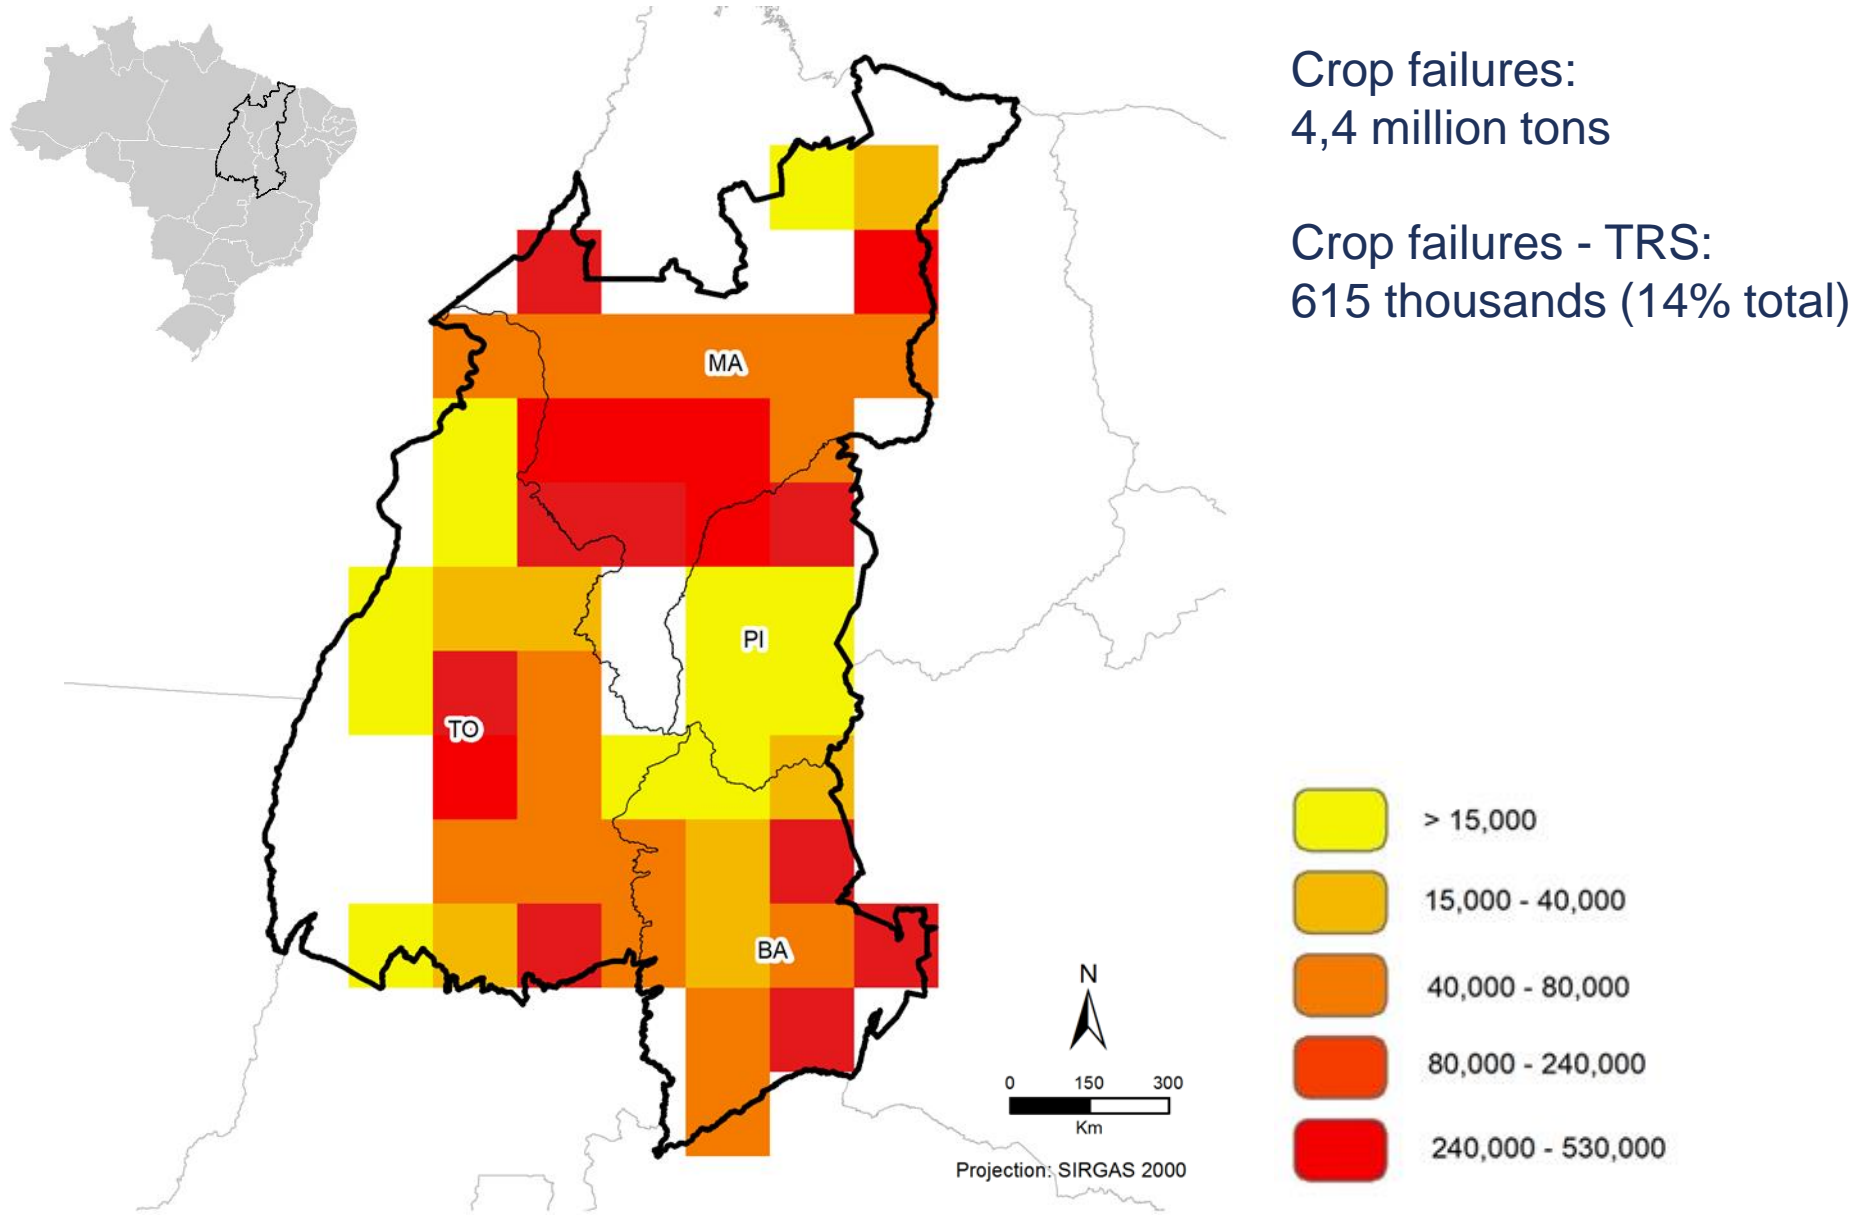 Crop failures:
4,4 million tons
Crop failures - TRS:
615 thousands (14% total)
MA
PI
TO
BA
N
0 150 300
Km
Projection: SIRGAS 2000
> 15,000
15,000 - 40,000
40,000 - 80,000
80,000 - 240,000
240,000 - 530,000